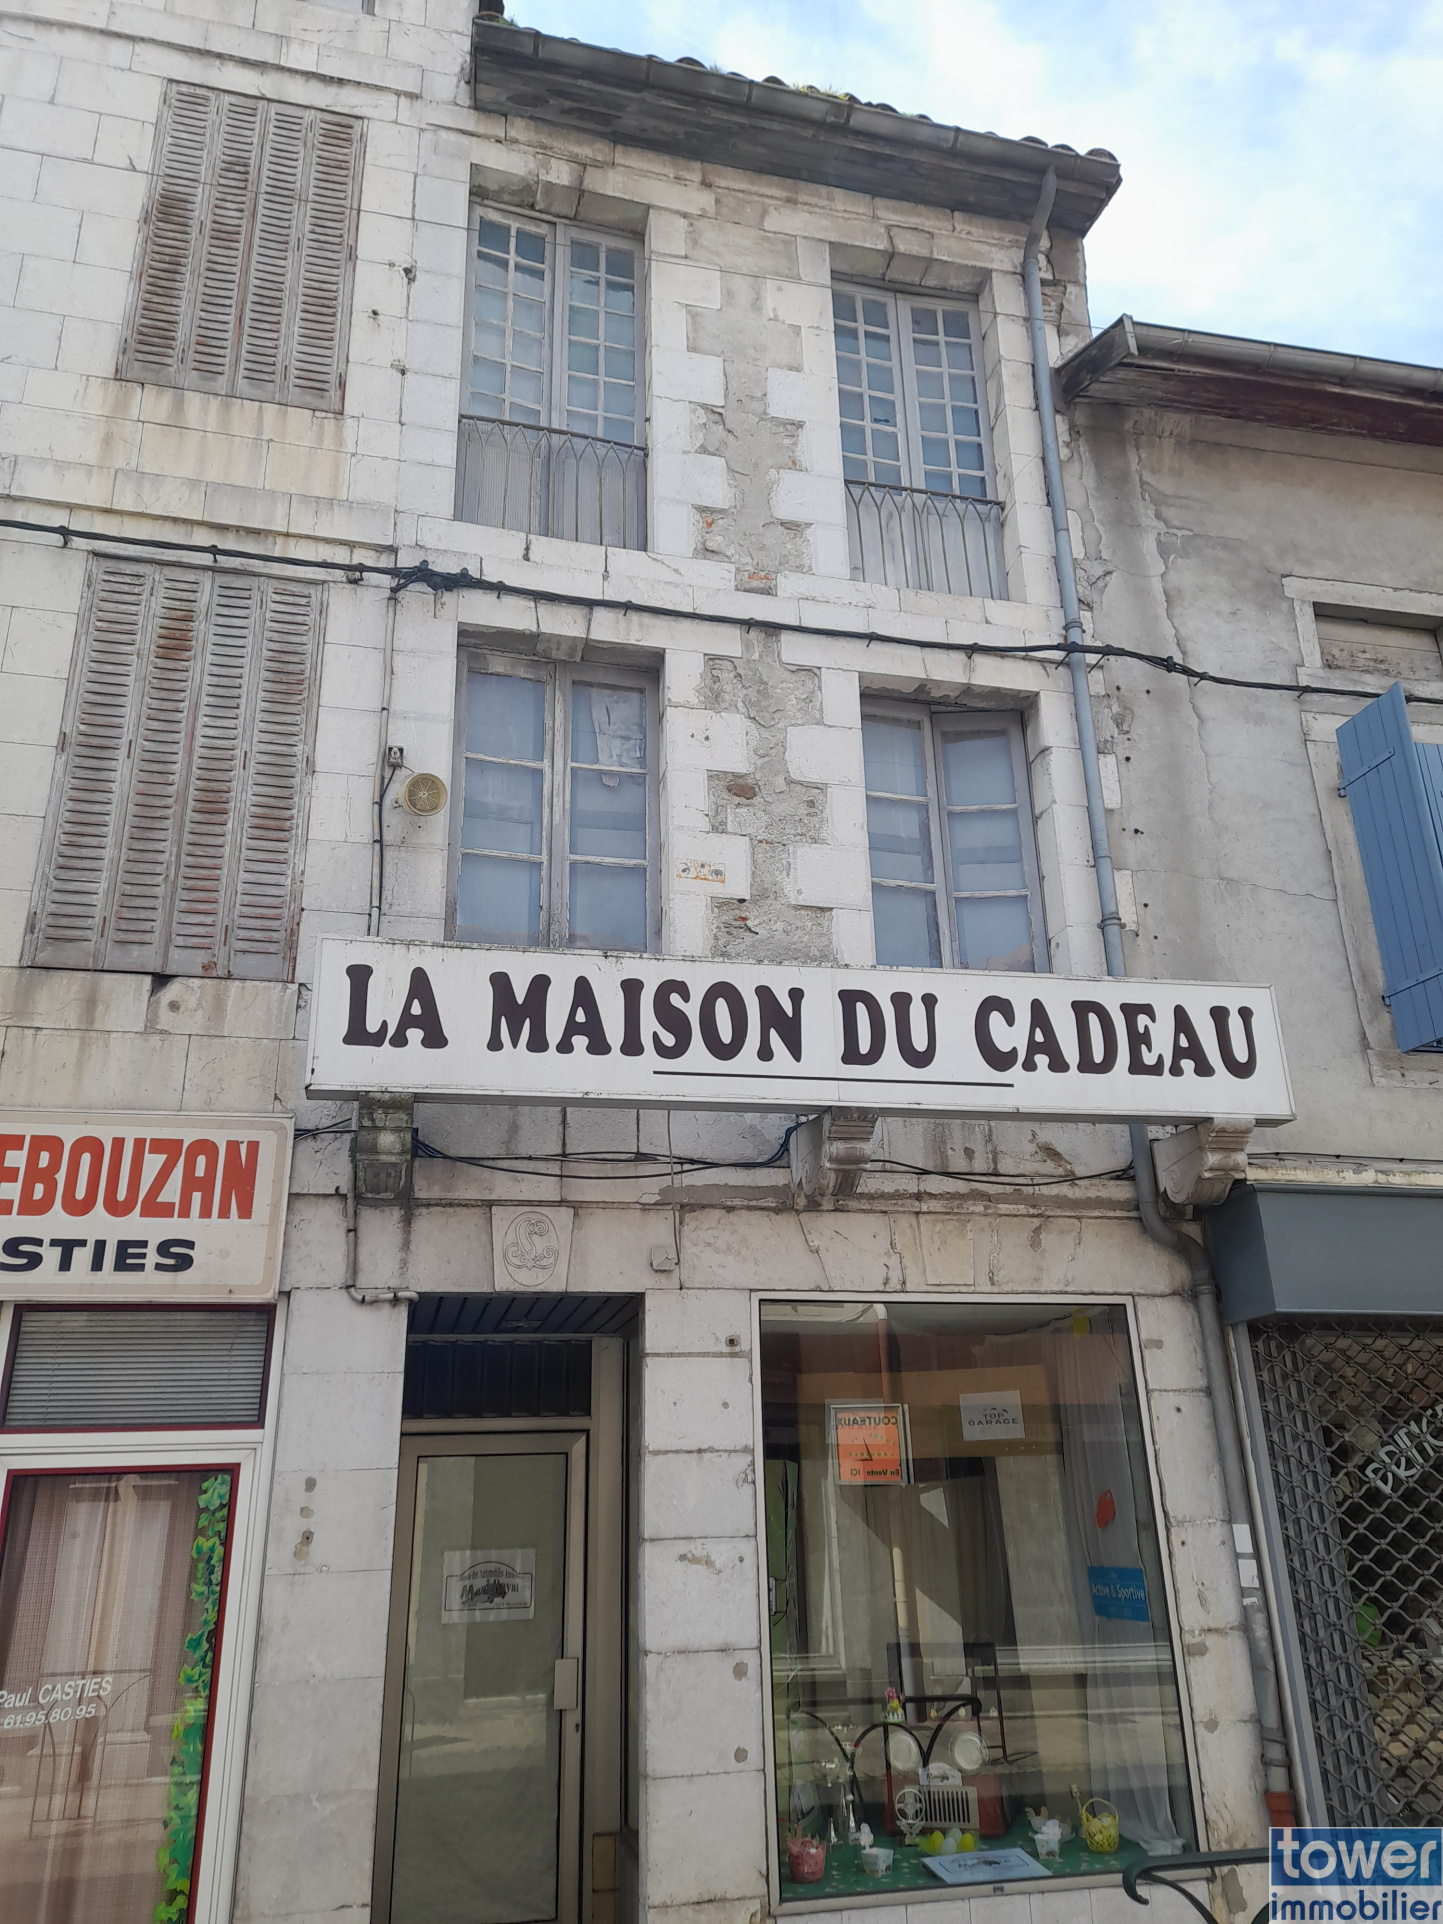 LA MAISON DU CADEAU
EBOUZAN
STIES
Paul CASTIES
61.95.80.95
COUTEAUX
En Vente ICI
TOP
GARAGE
Active & Sportive
tower
immobilier